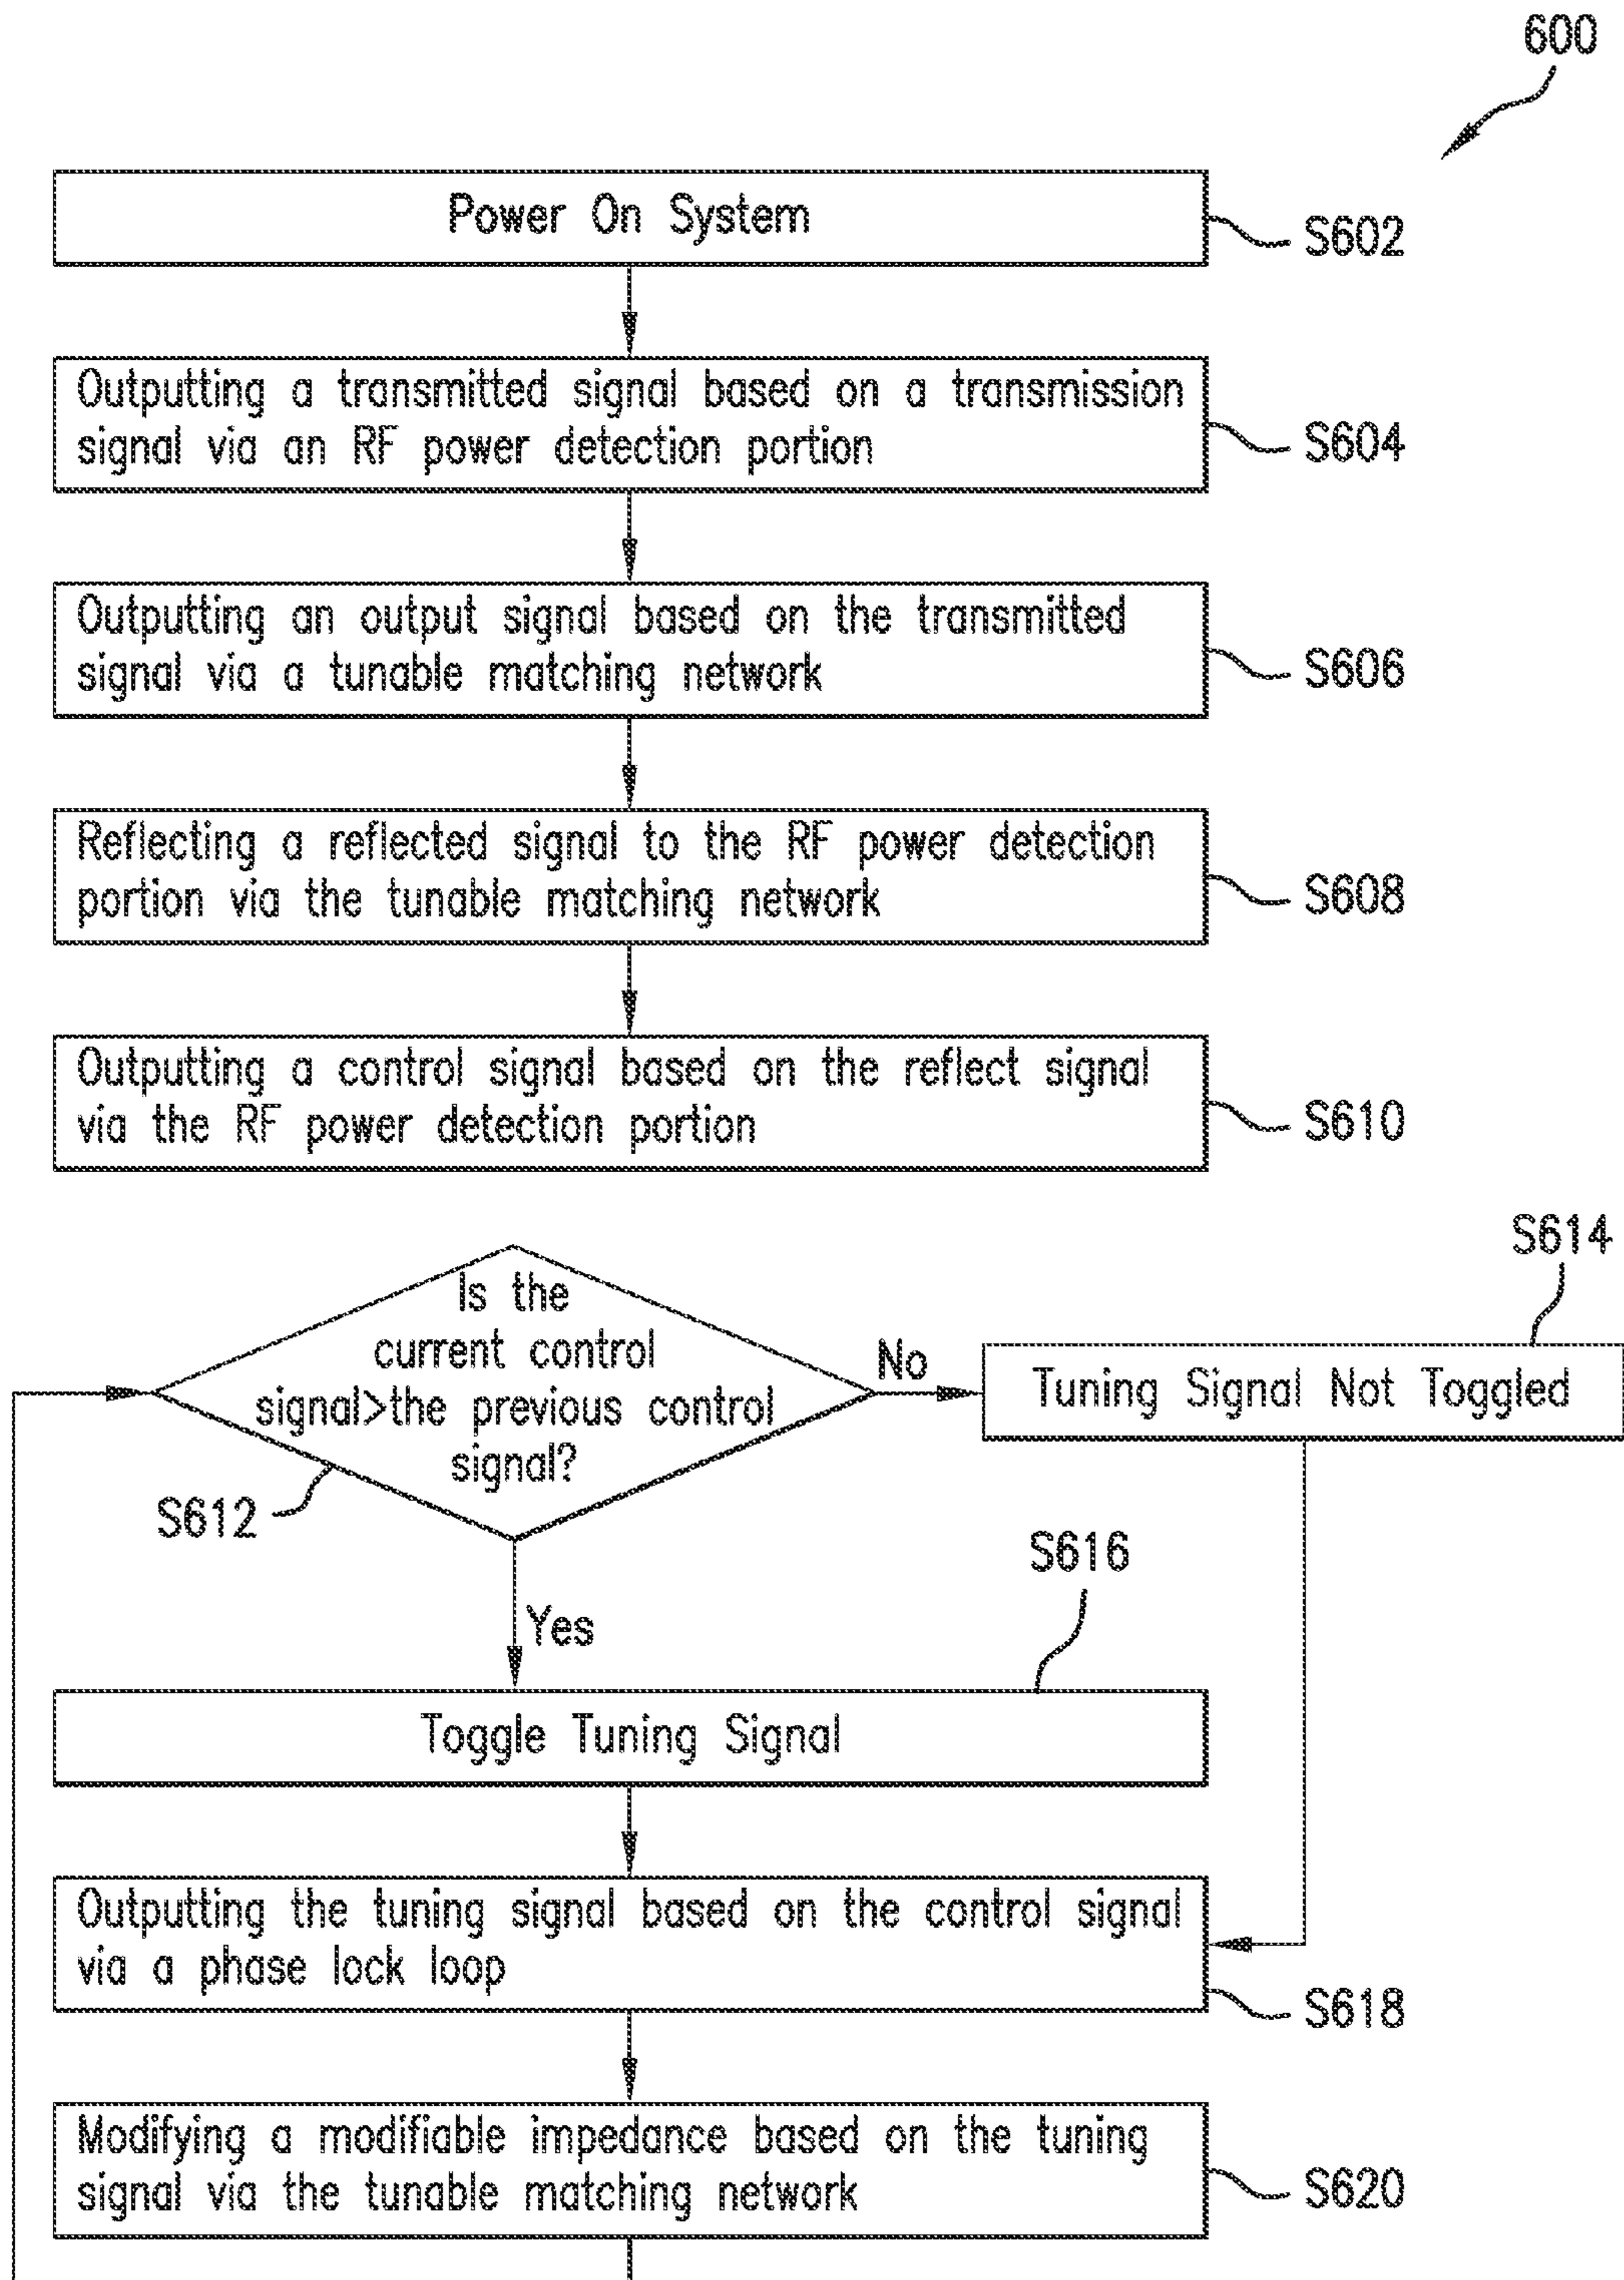 600
Power On System
S602
Outputting a transmitted signal based on a transmission
signal via an RF power detection portion
S604
Outputting an output signal based on the transmitted
signal via a tunable matching network
S606
Reflecting a reflected signal to the RF power detection
portion via the tunable matching network
S608
Outputting a control signal based on the reflect signal
via the RF power detection portion
S610
S614
Is the
current control
signal>the previous control
signal?
No
Tuning Signal Not Toggled
S612
S616
Yes
Toggle Tuning Signal
Outputting the tuning signal based on the control signal
via a phase lock loop
S618
Modifying a modifiable impedance based on the tuning
signal via the tunable matching network
S620